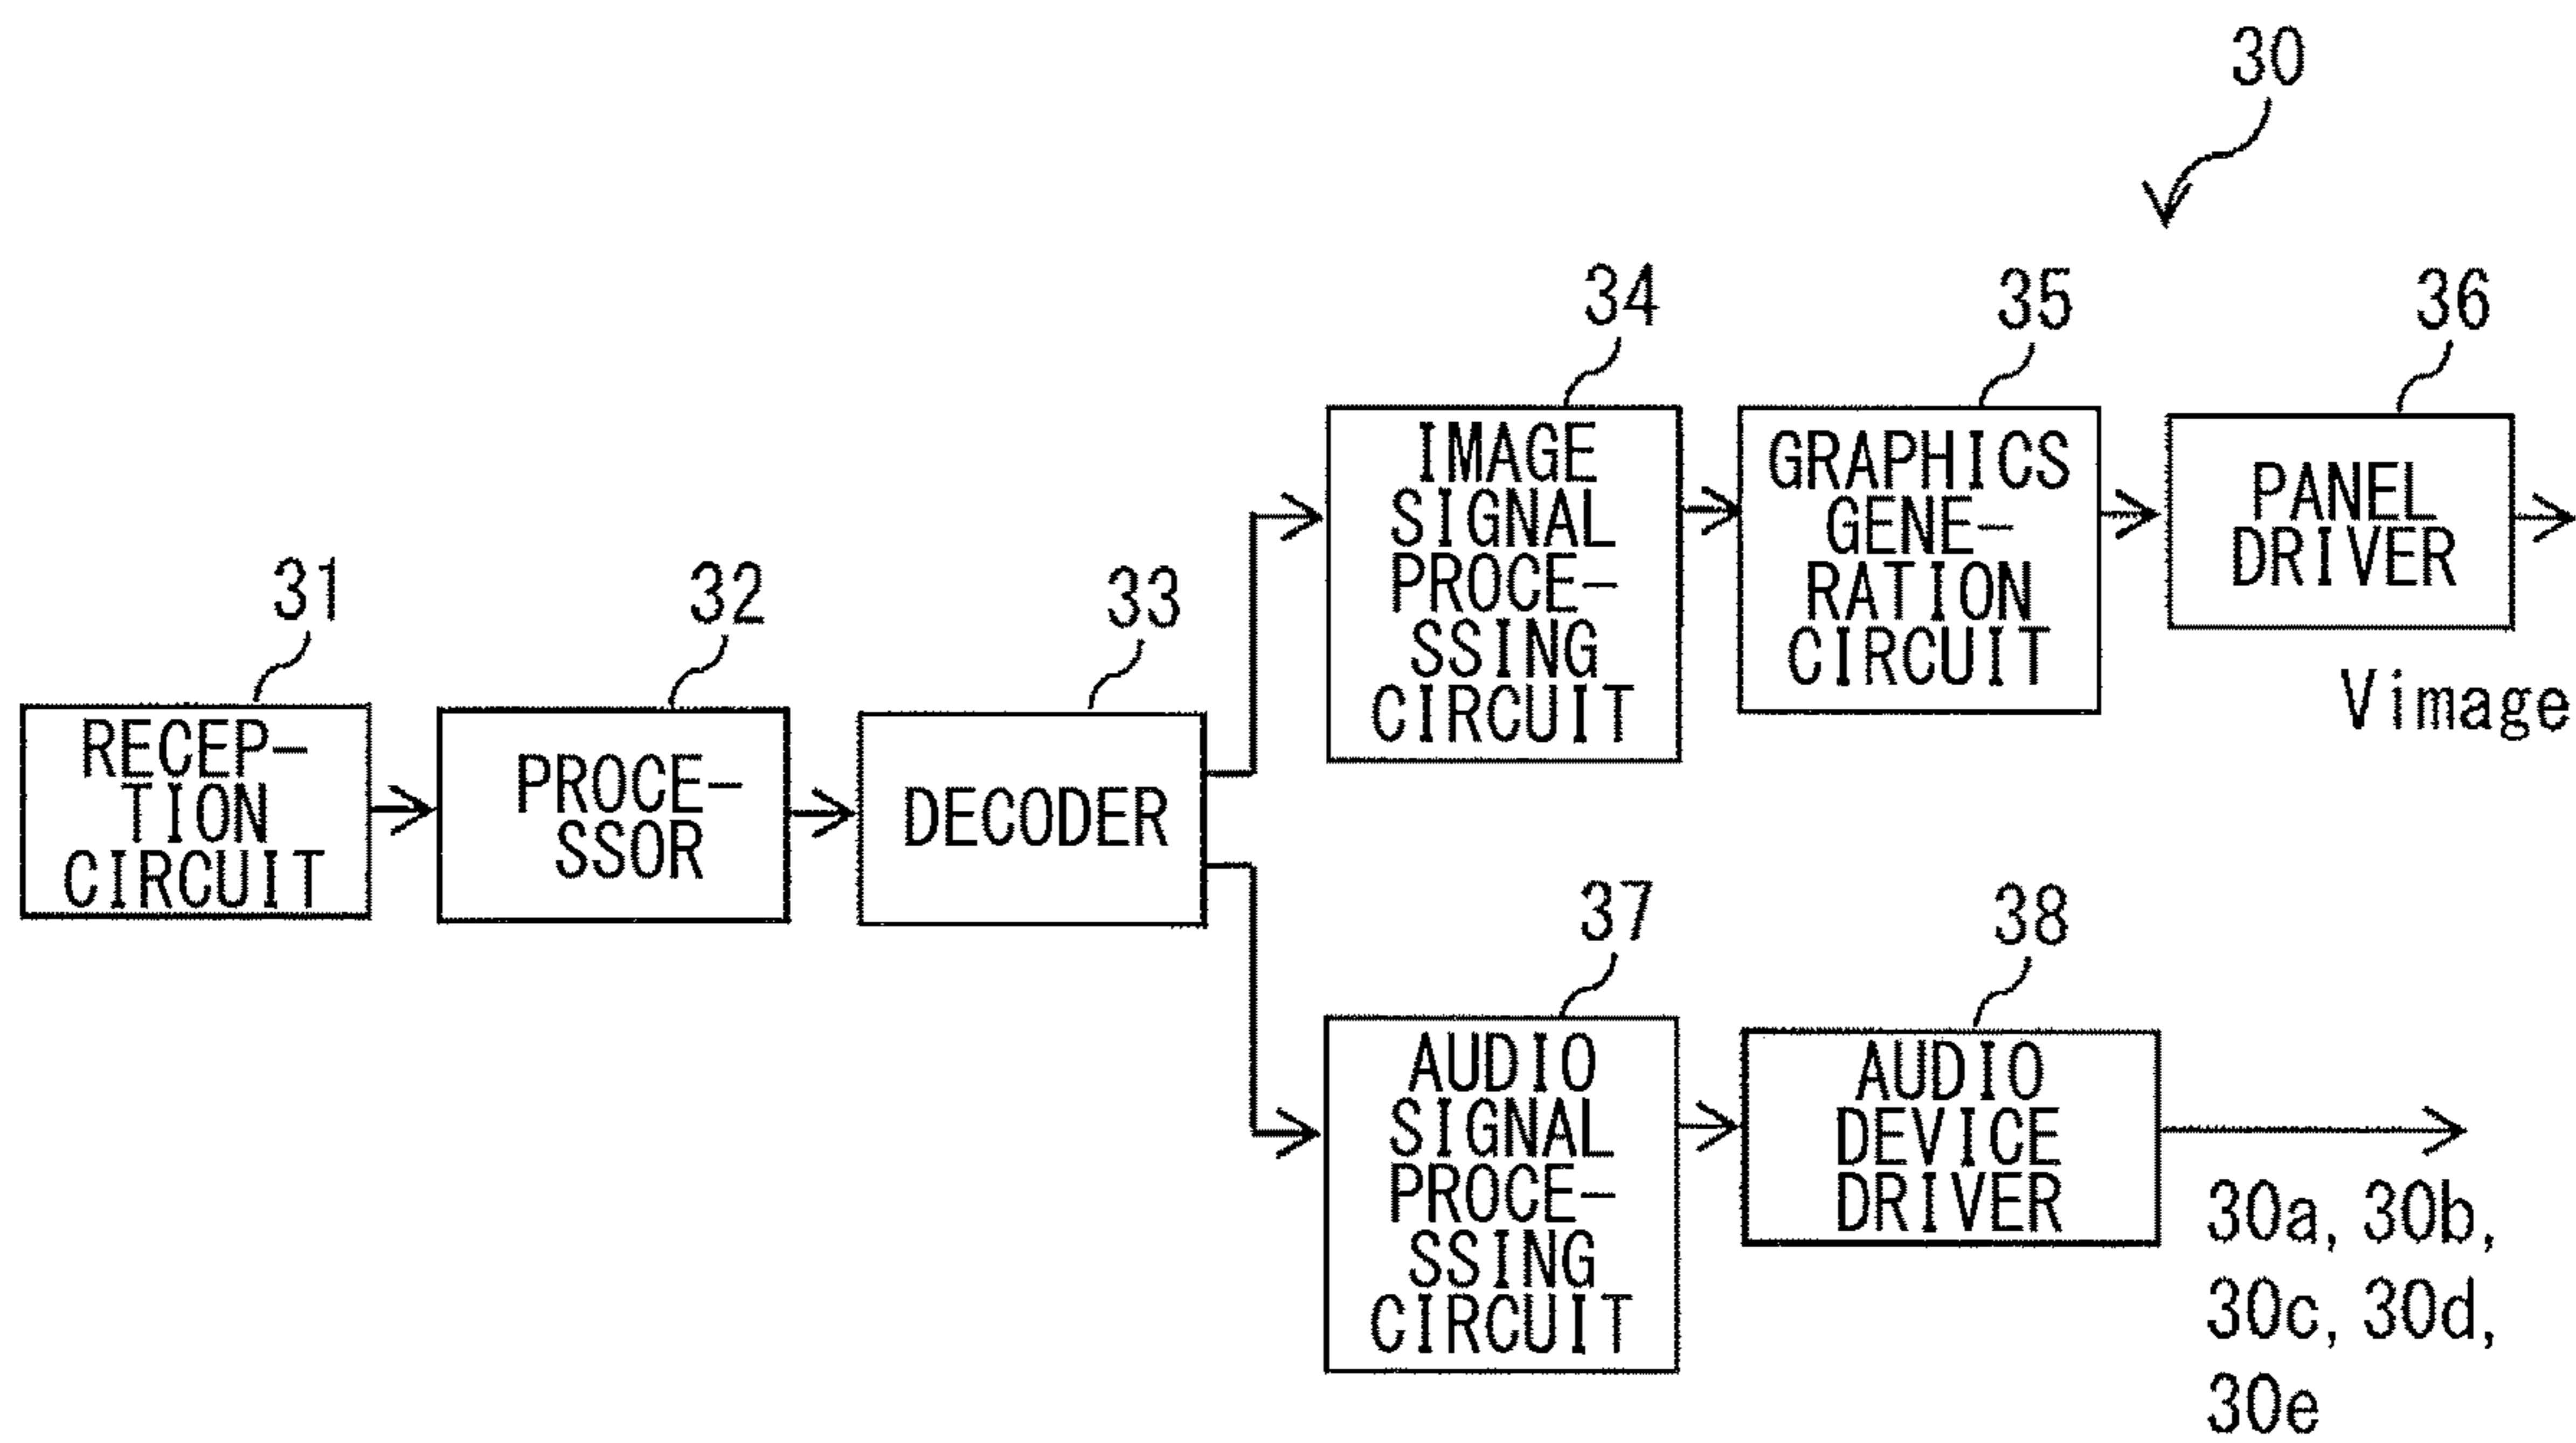 30
34
35
36
IMAGE
SIGNAL
PROCE-
SSING
CIRCUIT
GRAPHICS
GENE-
RATION
CIRCUIT
PANEL
DRIVER
Vimage
31
32
33
RECEP-
TION
CIRCUIT
PROCE-
SSOR
DECODER
37
38
AUDIO
SIGNAL
PROCE-
SSING
CIRCUIT
AUDIO
DEVICE
DRIVER
30a, 30b,
30c, 30d,
30e